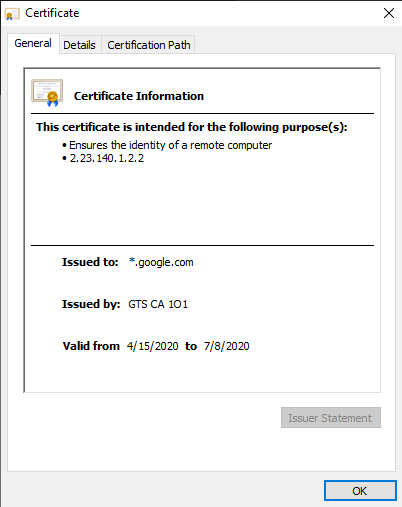 Certificate
General Details Certification Path
Certificate Information
This certificate is intended for the following purpose(s):
• Ensures the identity of a remote computer
• 2.23.140.1.2.2
Issued to: *.google.com
Issued by: GTS CA 1O1
Valid from 4/15/2020 to 7/8/2020
Issuer Statement
OK